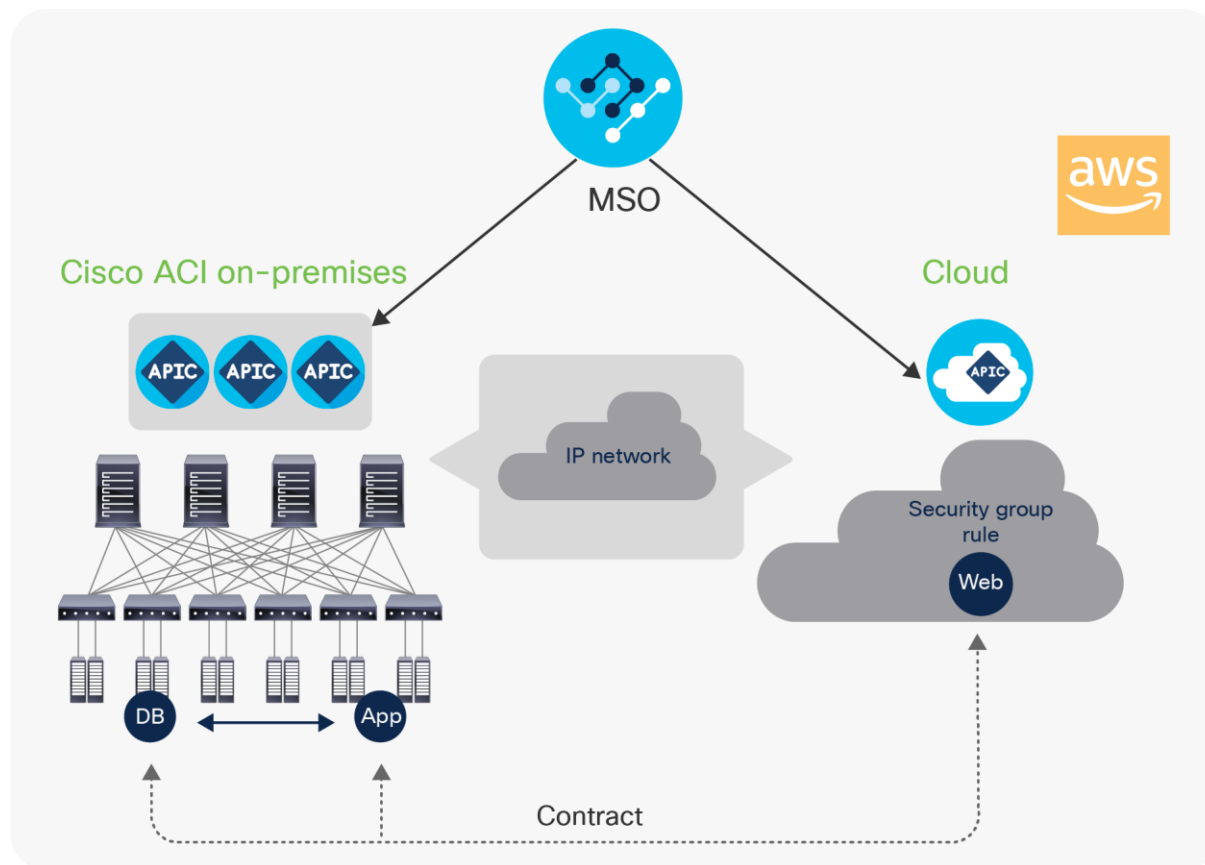 MSO
aws
Cisco ACI on-premises
Cloud
APIC
APIC
APIC
APIC
IP network
Security group
rule
Web
DB
App
Contract